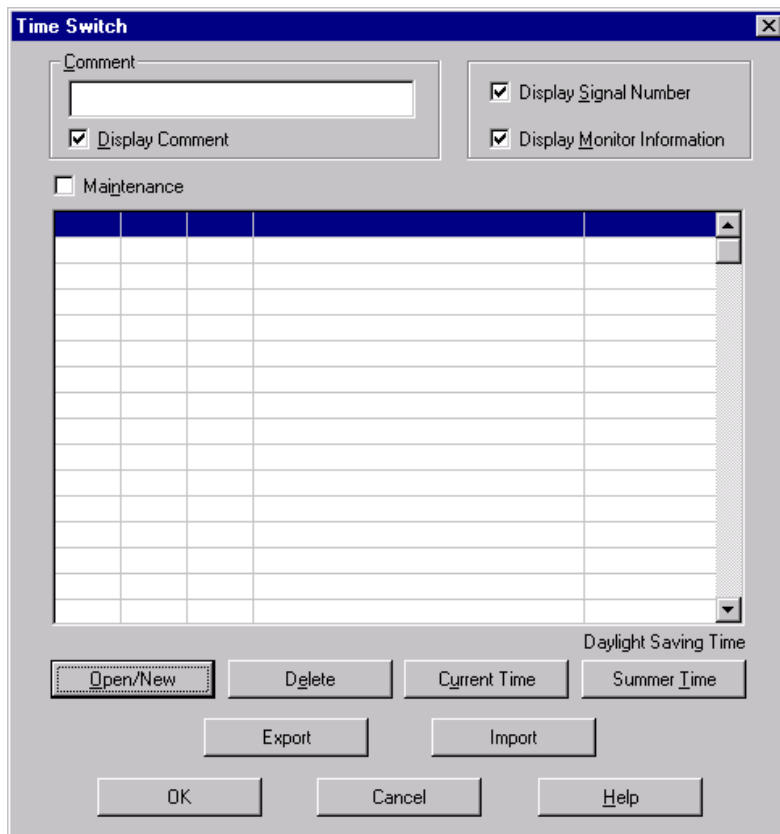 Time Switch
Comment
Display Comment
Display Signal Number
Display Monitor Information
Maintenance
Daylight Saving Time
Open/New
Delete
Current Time
Summer Time
Export
Import
OK
Cancel
Help